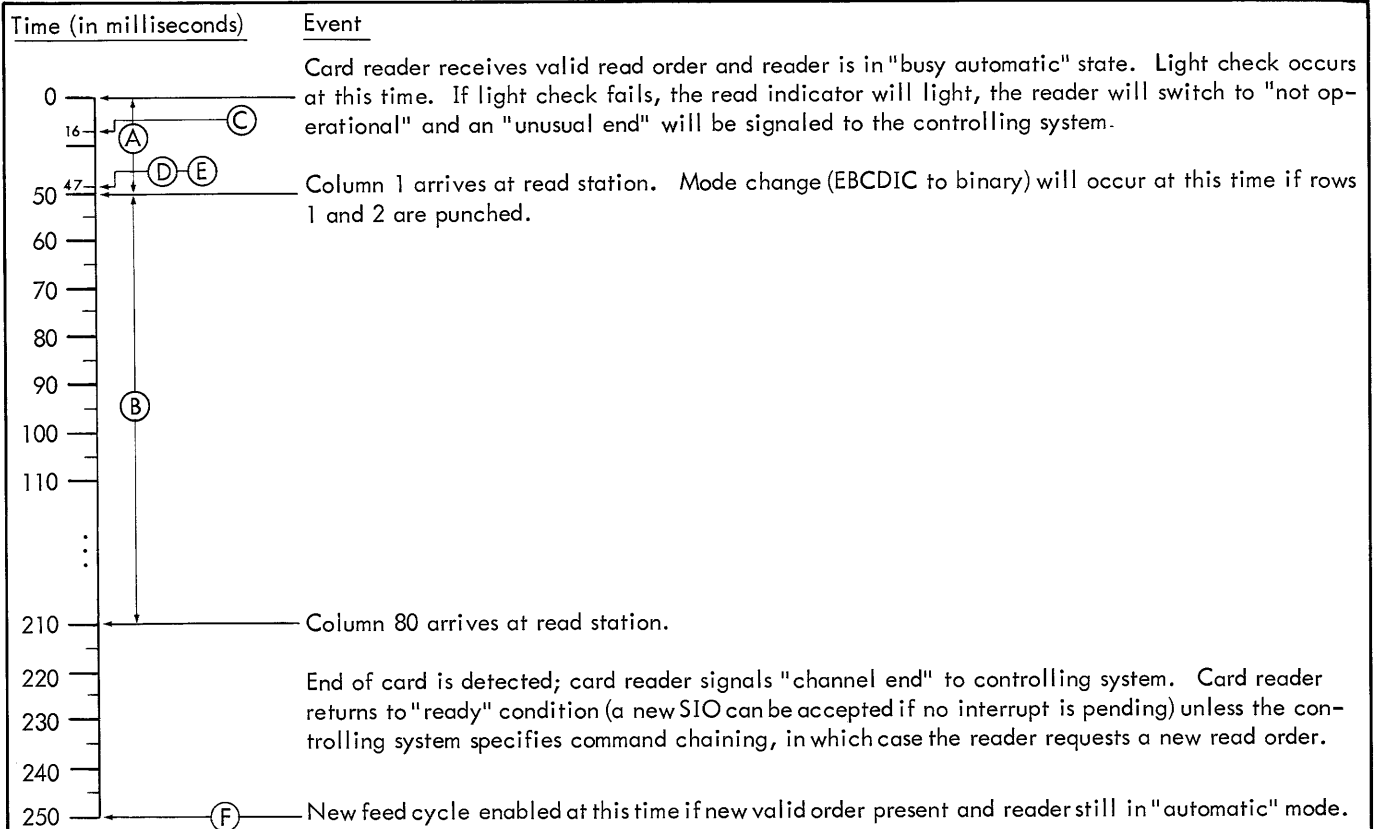 Time (in milliseconds) Event
Card reader receives valid read order and reader is in "busy automatic" state. Light check occurs
0 at this time. If light check fails, the read indicator will light, the reader will switch to "not op-
16 A C erational" and an "unusual end" will be signaled to the controlling system.
47 D E
50 Column 1 arrives at read station. Mode change (EBCDIC to binary) will occur at this time if rows
1 and 2 are punched.
60
70
80
90
B
100
110
⋮
210 Column 80 arrives at read station.
220 End of card is detected; card reader signals "channel end" to controlling system. Card reader
230 returns to "ready" condition (a new SIO can be accepted if no interrupt is pending) unless the con-
trolling system specifies command chaining, in which case the reader requests a new read order.
240
250 F New feed cycle enabled at this time if new valid order present and reader still in "automatic" mode.